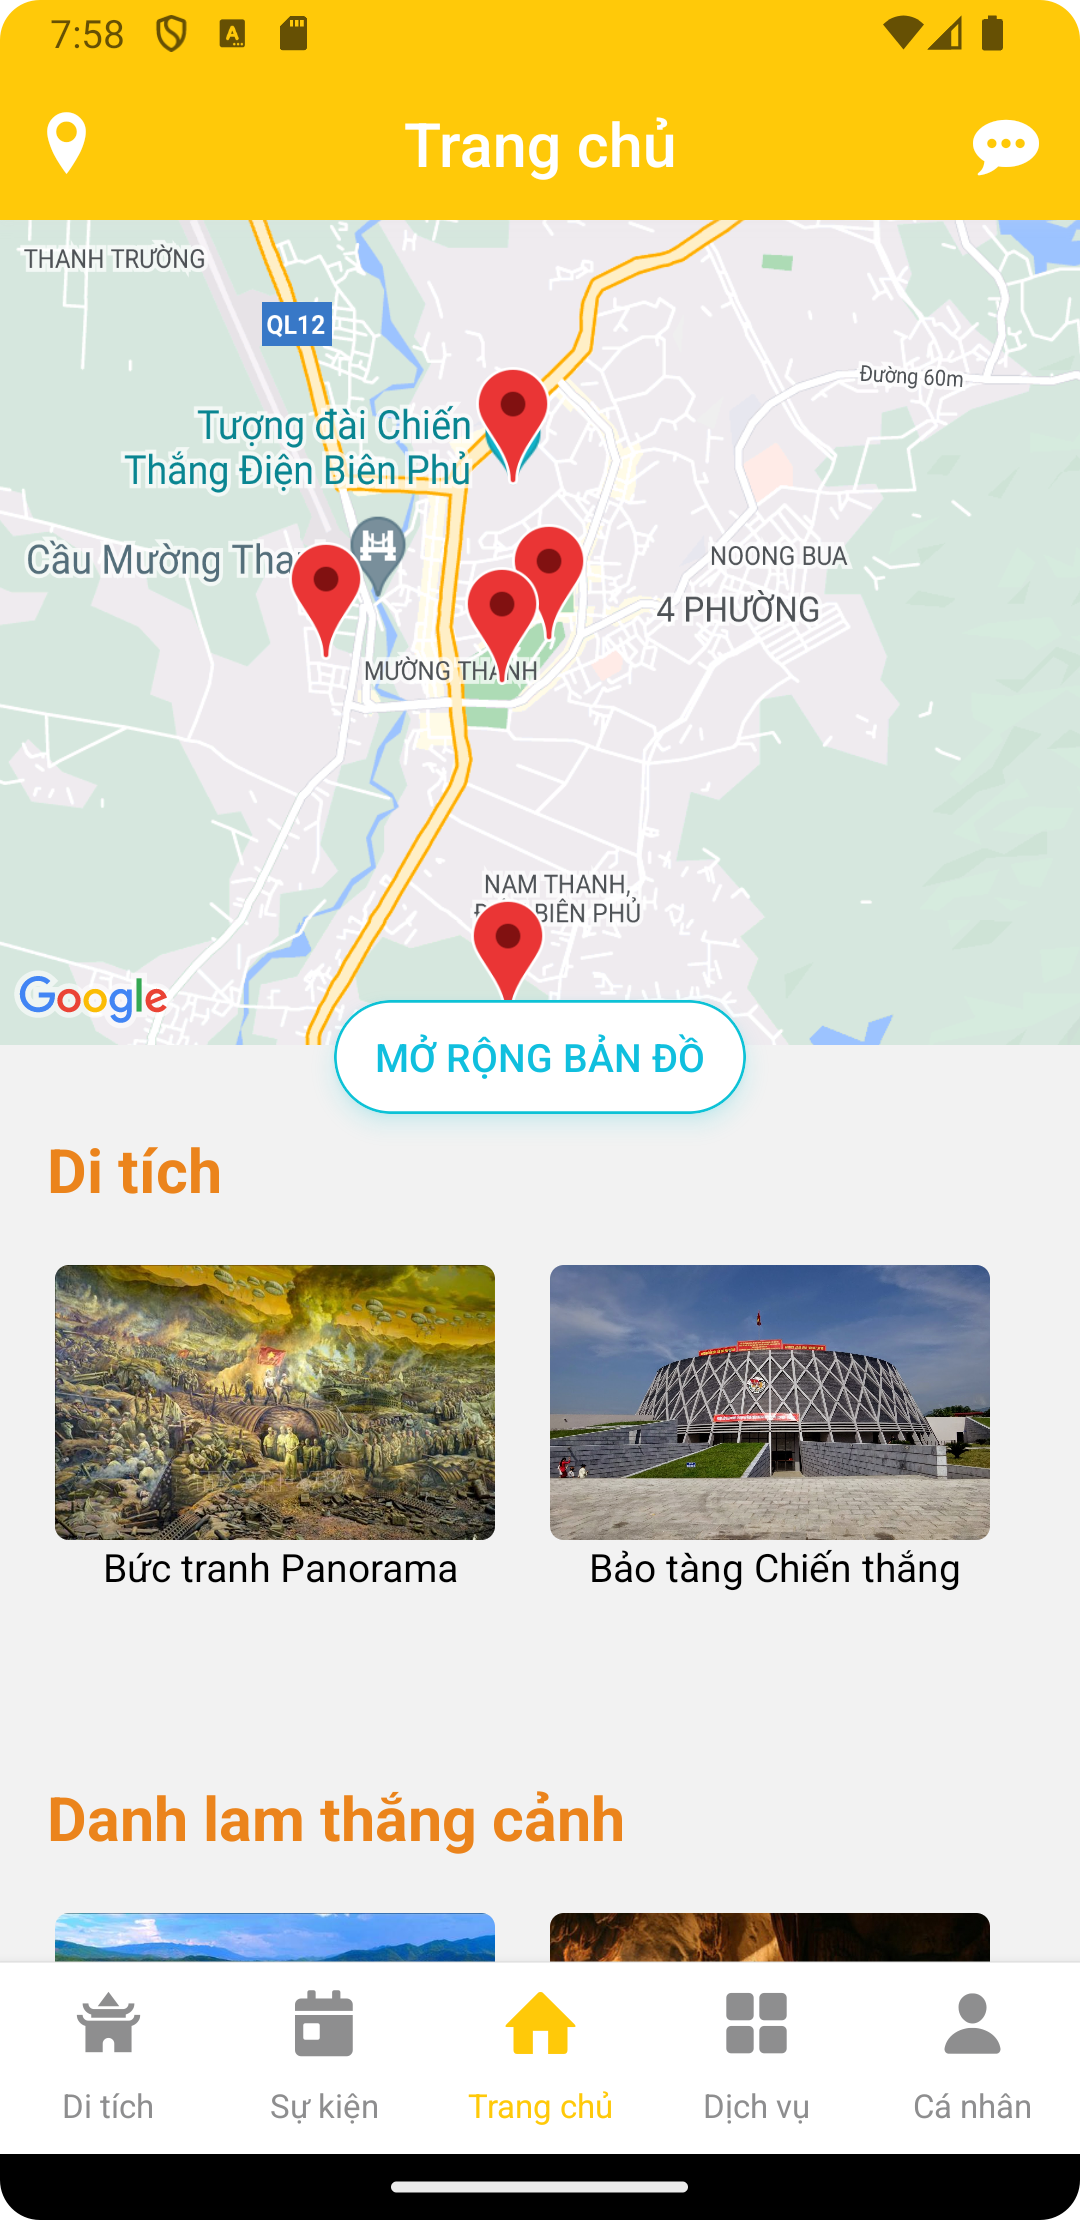 7:58
Trang chủ
THANH TRƯỜNG
QL12
Đường 60m
Tượng đài Chiến
Thắng Điện Biên Phủ
Cầu Mường
NOONG BUA
4 PHƯỜNG
MƯỜNG THANH
NAM THANH,
BIÊN PHỦ
Google
MỞ RỘNG BẢN ĐỒ
Di tích
Bức tranh Panorama
Bảo tàng Chiến thắng
Danh lam thắng cảnh
Di tích
Sự kiện
Trang chủ
Dịch vụ
Cá nhân